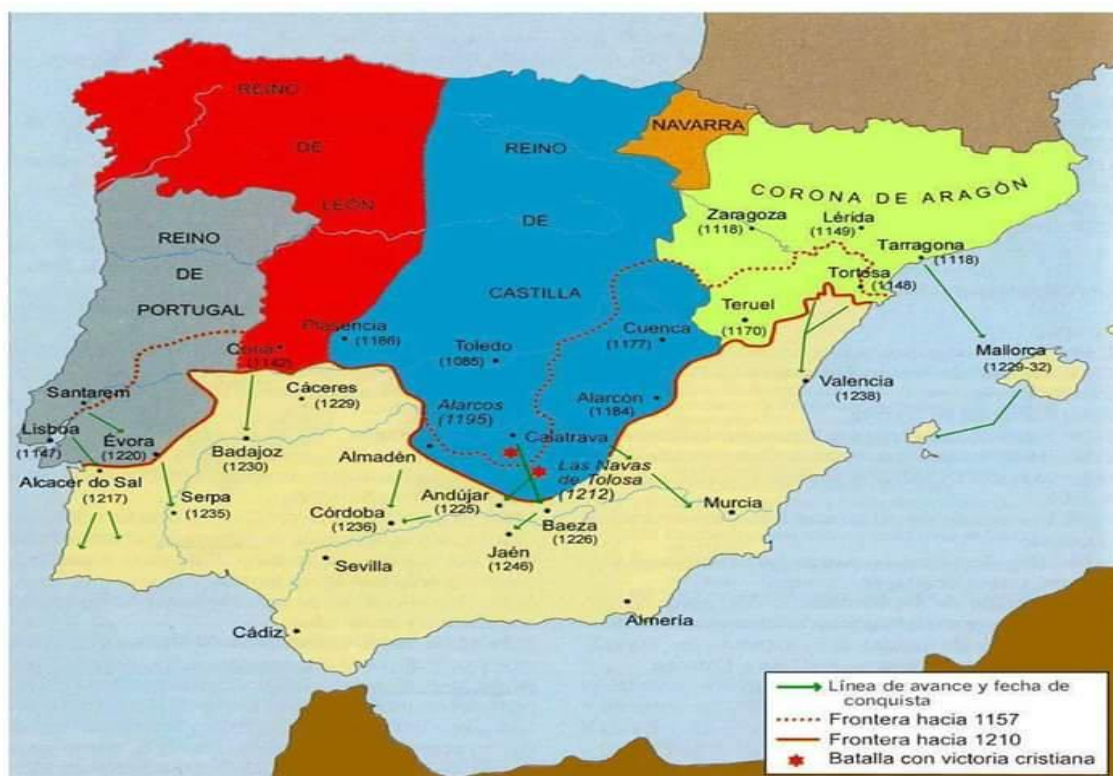 REINO
DE
LEÓN
REINO
DE
CASTILLA
NAVARRA
CORONA DE ARAGÓN
REINO
DE
PORTUGAL
Zaragoza
(1118)
Lérida
(1149)
Tarragona
(1118)
Tortosa
(1148)
Teruel
(1170)
Plasencia
(1186)
Coria
(1142)
Toledo
(1085)
Cuenca
(1177)
Mallorca
(1229-32)
Santarem
Cáceres
(1229)
Alarcos
(1195)
Alarcón
(1184)
Valencia
(1238)
Lisboa
(1147)
Évora
(1220)
Badajoz
(1230)
Almadén
Calatrava
Las Navas
de Tolosa
(1212)
Alcacer do Sal
(1217)
Serpa
(1235)
Córdoba
(1236)
Andújar
(1225)
Baeza
(1226)
Murcia
Jaén
(1246)
Sevilla
Cádiz
Almería
Línea de avance y fecha de
conquista
Frontera hacia 1157
Frontera hacia 1210
Batalla con victoria cristiana